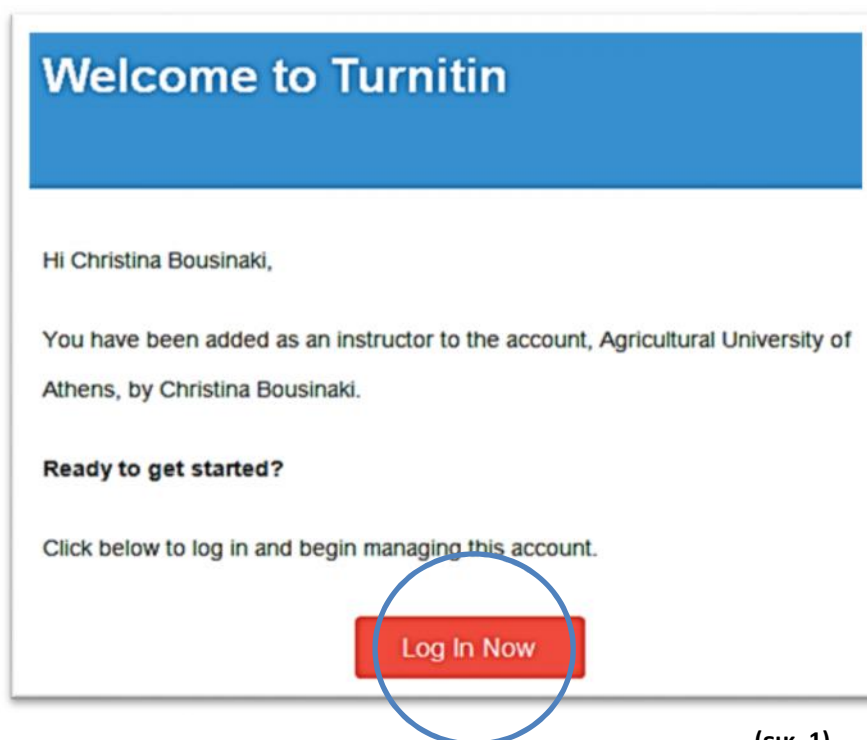 Welcome to Turnitin
Hi Christina Bousinaki,
You have been added as an instructor to the account, Agricultural University of
Athens, by Christina Bousinaki.
Ready to get started?
Click below to log in and begin managing this account.
Log In Now
(εικ. 1)